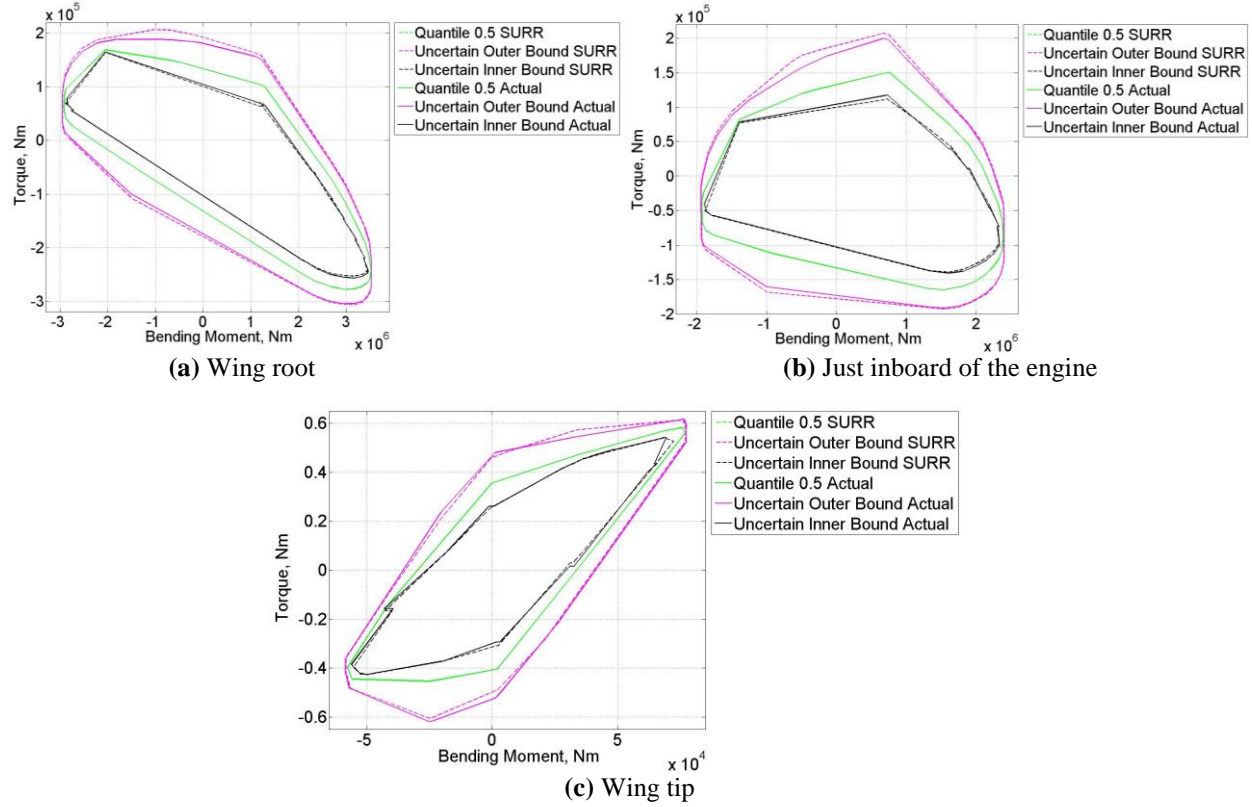 x 10^5
2
1
0
-1
-2
-3
Torque, Nm
-3 -2 -1 0 1 2 3
Bending Moment, Nm
x 10^6
Quantile 0.5 SURR
Uncertain Outer Bound SURR
Uncertain Inner Bound SURR
Quantile 0.5 Actual
Uncertain Outer Bound Actual
Uncertain Inner Bound Actual
(a) Wing root
x 10^5
2
1.5
1
0.5
0
-0.5
-1
-1.5
-2
Torque, Nm
-2 -1 0 1 2
Bending Moment, Nm
x 10^6
Quantile 0.5 SURR
Uncertain Outer Bound SURR
Uncertain Inner Bound SURR
Quantile 0.5 Actual
Uncertain Outer Bound Actual
Uncertain Inner Bound Actual
(b) Just inboard of the engine
0.6
0.4
0.2
0
-0.2
-0.4
-0.6
Torque, Nm
-5 0 5
Bending Moment, Nm
x 10^4
Quantile 0.5 SURR
Uncertain Outer Bound SURR
Uncertain Inner Bound SURR
Quantile 0.5 Actual
Uncertain Outer Bound Actual
Uncertain Inner Bound Actual
(c) Wing tip